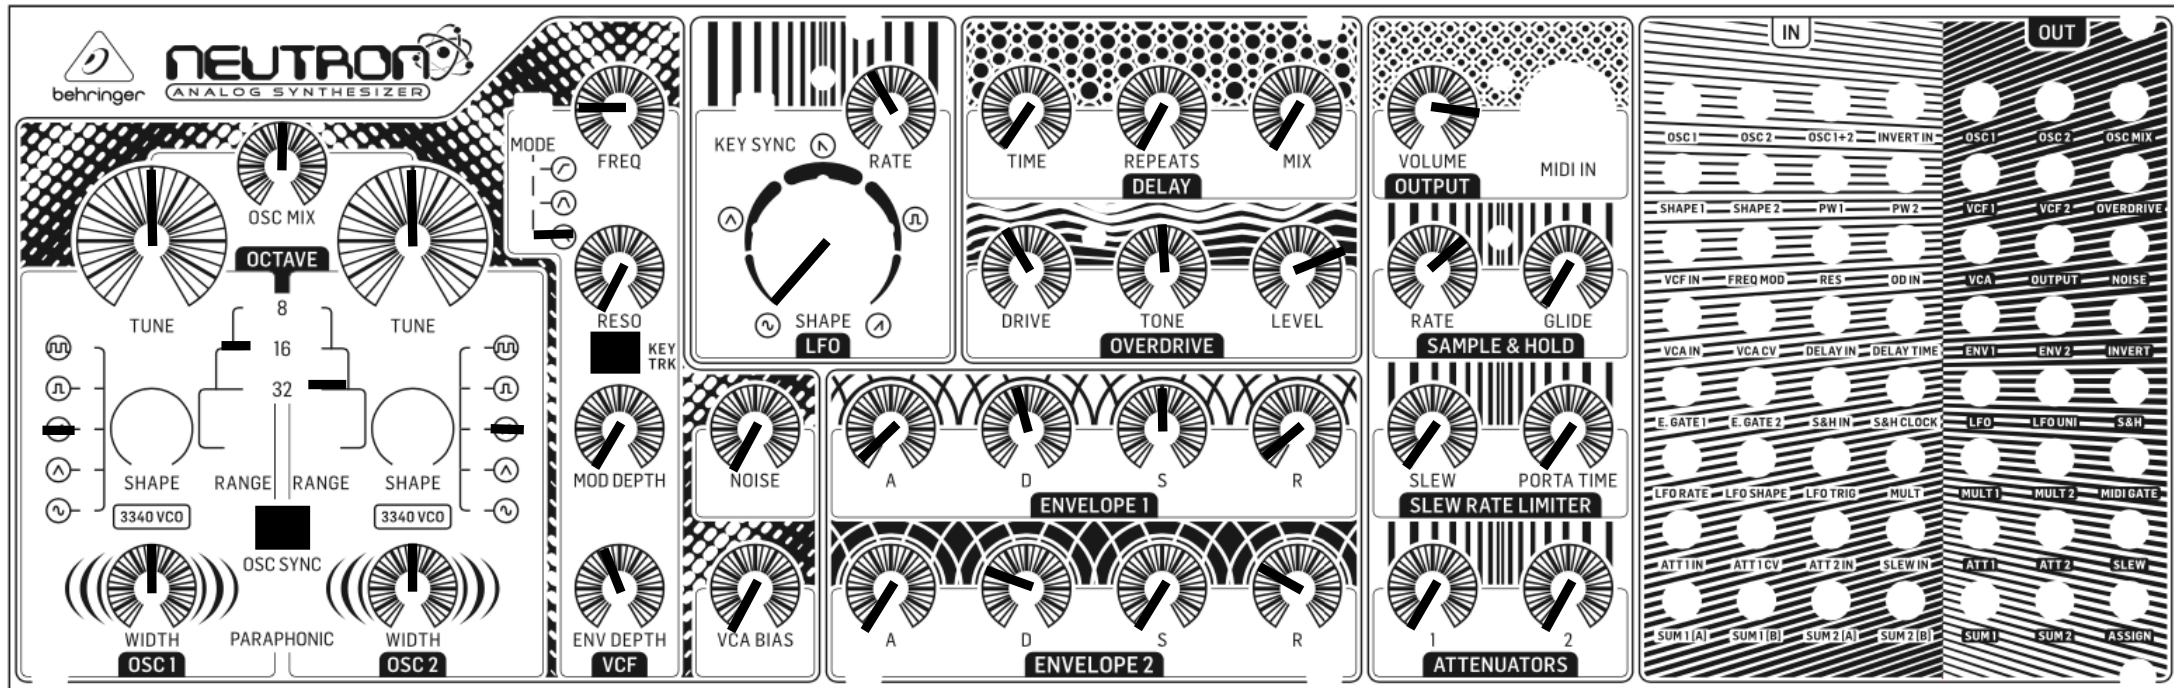 behringer
NEUTRON
ANALOG SYNTHESIZER
OSC MIX
OCTAVE
TUNE
TUNE
8
16
32
SHAPE
RANGE
RANGE
SHAPE
3340 VCO
3340 VCO
OSC SYNC
WIDTH
PARAPHONIC
WIDTH
OSC 1
OSC 2
MODE
FREQ
RESO
KEY
TRK
MOD DEPTH
ENV DEPTH
VCF
KEY SYNC
RATE
SHAPE
LFO
NOISE
VCA BIAS
TIME
REPEATS
MIX
DELAY
DRIVE
TONE
LEVEL
OVERDRIVE
A
D
S
R
ENVELOPE 1
A
D
S
R
ENVELOPE 2
VOLUME
MIDI IN
OUTPUT
RATE
GLIDE
SAMPLE & HOLD
SLEW
PORTA TIME
SLEW RATE LIMITER
1
2
ATTENUATORS
IN
OUT
OSC 1 OSC 2 OSC 1+2 INVERT IN OSC 1 OSC 2 OSC MIX
SHAPE 1 SHAPE 2 PW 1 PW 2 VCF 1 VCF 2 OVERDRIVE
VCF IN FREQ MOD RES OD IN VCA OUTPUT NOISE
VCA IN VCA CV DELAY IN DELAY TIME ENV 1 ENV 2 INVERT
E. GATE 1 E. GATE 2 S&H IN S&H CLOCK LFO LFO UNI S&H
LFO RATE LFO SHAPE LFO TRIG MULT MULT 1 MULT 2 MIDI GATE
ATT 1 IN ATT 1 CV ATT 2 IN SLEW IN ATT 1 ATT 2 SLEW
SUM 1 [A] SUM 1 [B] SUM 2 [A] SUM 2 [B] SUM 1 SUM 2 ASSIGN